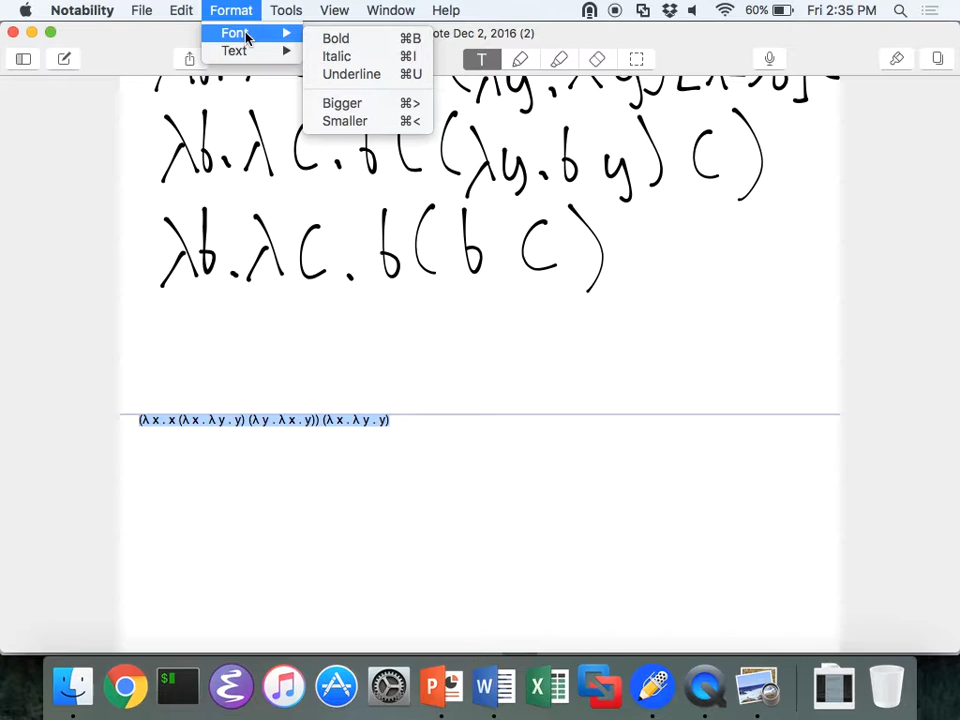 Notability File Edit Format Tools View Window Help 60% Fri 2:35 PM
ote Dec 2, 2016 (2)
Font
Text
Bold ⌘B
Italic ⌘I
Underline ⌘U
Bigger ⌘>
Smaller ⌘<
T
λb.λc.b((λy.b y) c)
λb.λc.b(b c)
(λ x . x (λ x . λ y . y) (λ y . λ x . y)) (λ x . λ y . y)
$
P W X